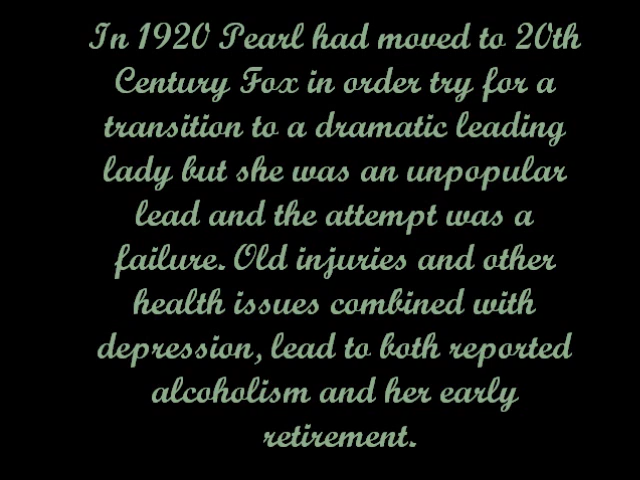 In 1920 Pearl had moved to 20th
Century Fox in order try for a
transition to a dramatic leading
lady but she was an unpopular
lead and the attempt was a
failure. Old injuries and other
health issues combined with
depression, lead to both reported
alcoholism and her early
retirement.